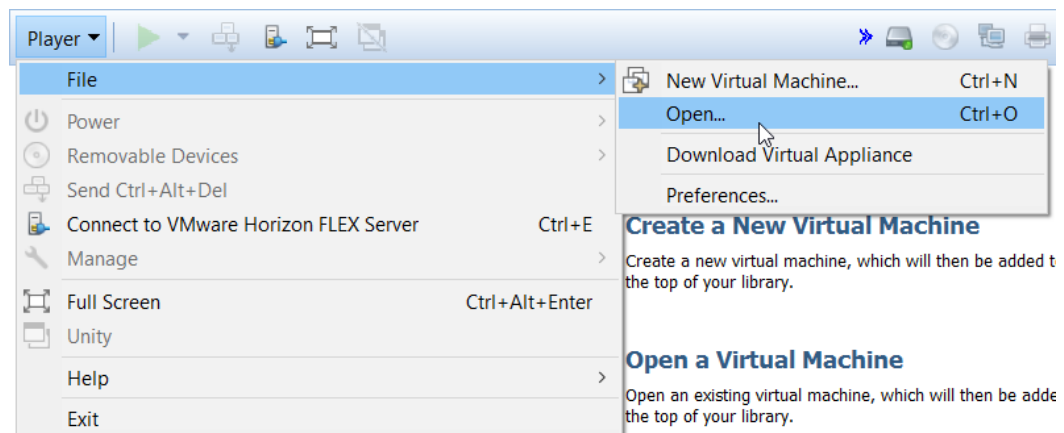 Player
File
New Virtual Machine... Ctrl+N
Open... Ctrl+O
Download Virtual Appliance
Preferences...
Power
Removable Devices
Send Ctrl+Alt+Del
Connect to VMware Horizon FLEX Server Ctrl+E
Manage
Full Screen Ctrl+Alt+Enter
Unity
Help
Exit
Create a New Virtual Machine
Create a new virtual machine, which will then be added
the top of your library.
Open a Virtual Machine
Open an existing virtual machine, which will then be
the top of your library.